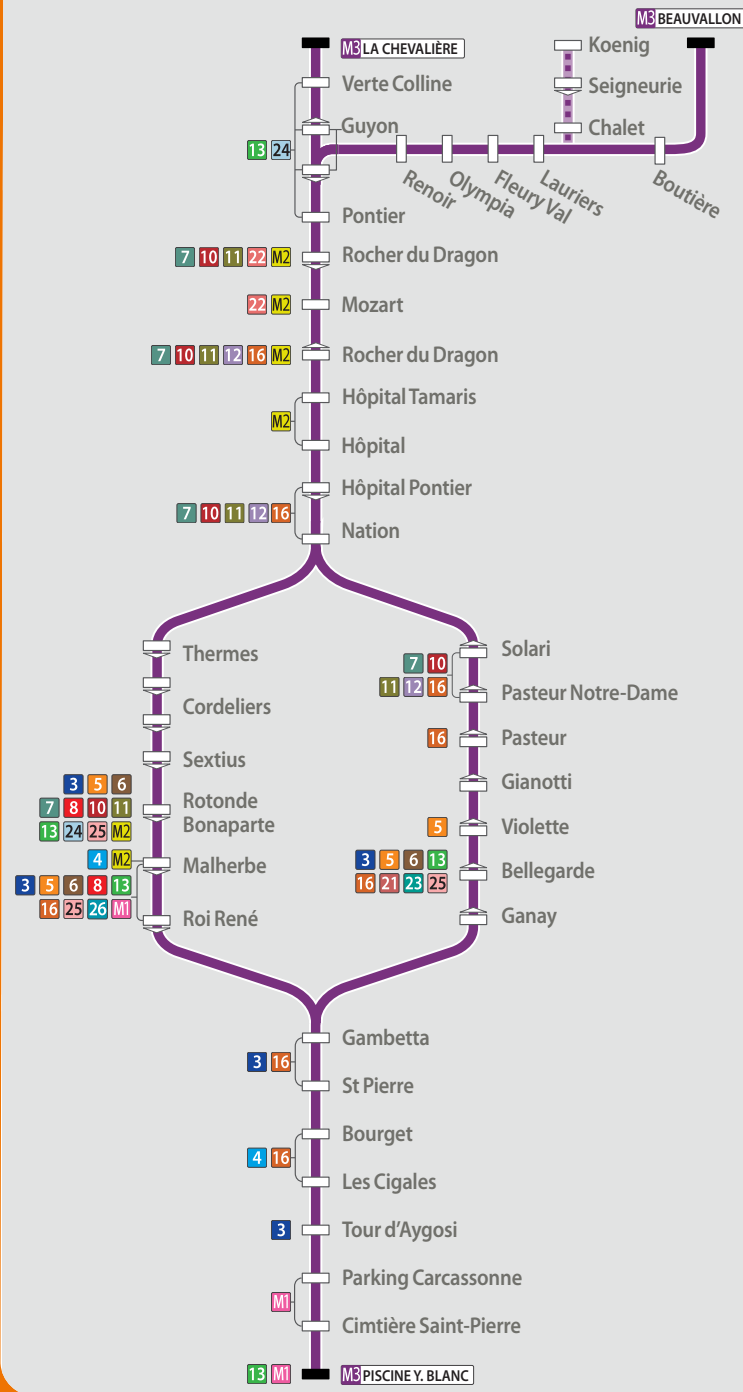 M3 BEAUVALLON
M3 LA CHEVALIÈRE
Koenig
Verte Colline
Seigneurie
Guyon
Chalet
13 24
Renoir
Olympia
Fleury Val
Lauriers
Boutière
Pontier
7 10 11 22 M2
Rocher du Dragon
22 M2
Mozart
7 10 11 12 16 M2
Rocher du Dragon
Hôpital Tamaris
M2
Hôpital
Hôpital Pontier
7 10 11 12 16
Nation
Thermes
Cordeliers
Sextius
3 5 6
7 8 10 11
13 24 25 M2
Rotonde
Bonaparte
4 M2
Malherbe
3 5 6 8 13
16 25 26 M1
Roi René
Solari
7 10
11 12 16
Pasteur Notre-Dame
16
Pasteur
Gianotti
5
Violette
3 5 6 13
16 21 23 25
Bellegarde
Ganay
Gambetta
3 16
St Pierre
Bourget
4 16
Les Cigales
3
Tour d'Aygosi
Parking Carcassonne
M1
Cimtière Saint-Pierre
13 M1
M3 PISCINE Y. BLANC